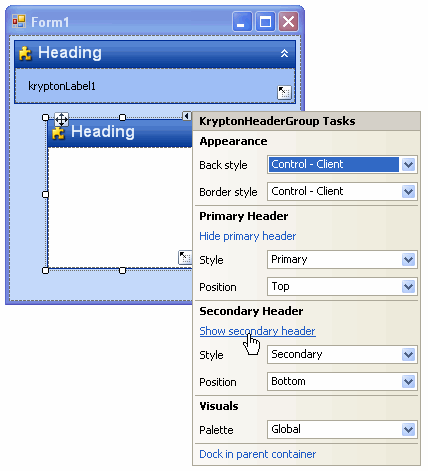 Form1
Heading
kryptonLabel1
Heading
KryptonHeaderGroup Tasks
Appearance
Back style Control - Client
Border style Control - Client
Primary Header
Hide primary header
Style Primary
Position Top
Secondary Header
Show secondary header
Style Secondary
Position Bottom
Visuals
Palette Global
Dock in parent container